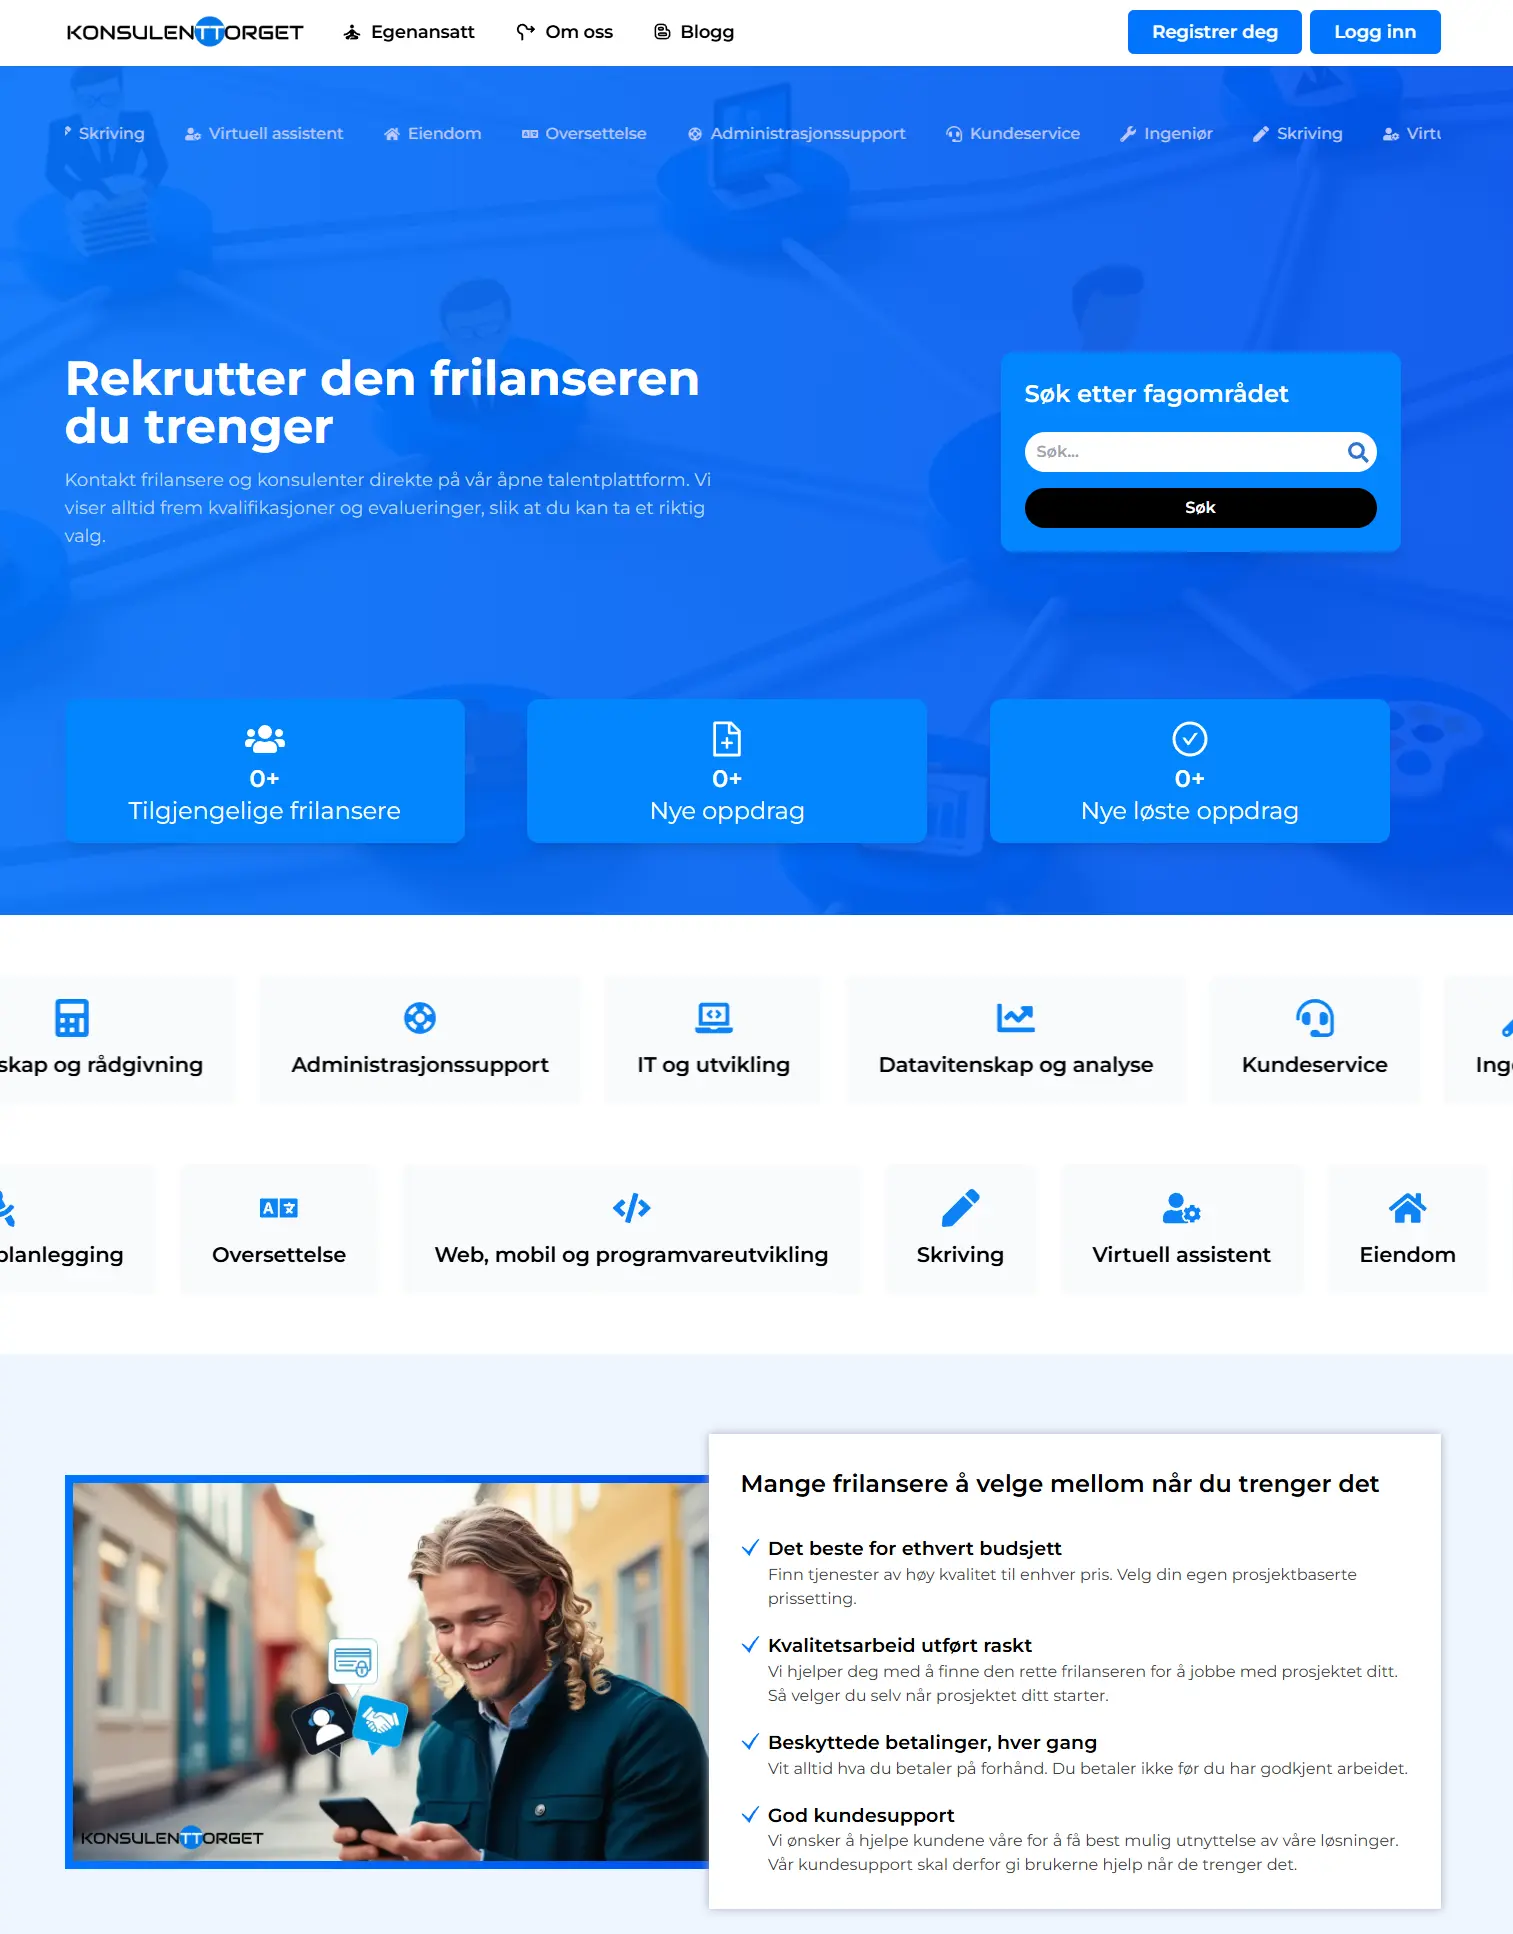 KONSULENTTORGET
Egenansatt
Om oss
Blogg
Registrer deg
Logg inn
Skriving
Virtuell assistent
Eiendom
Oversettelse
Administrasjonssupport
Kundeservice
Ingeniør
Skriving
Virtu
Rekrutter den frilanseren
du trenger
Kontakt frilansere og konsulenter direkte på vår åpne talentplattform. Vi
viser alltid frem kvalifikasjoner og evalueringer, slik at du kan ta et riktig
valg.
Søk etter fagområdet
Søk...
Søk
0+
Tilgjengelige frilansere
0+
Nye oppdrag
0+
Nye løste oppdrag
skap og rådgivning
Administrasjonssupport
IT og utvikling
Datavitenskap og analyse
Kundeservice
Ing
planlegging
Oversettelse
Web, mobil og programvareutvikling
Skriving
Virtuell assistent
Eiendom
Mange frilansere å velge mellom når du trenger det
Det beste for ethvert budsjett
Finn tjenester av høy kvalitet til enhver pris. Velg din egen prosjektbaserte
prissetting.
Kvalitetsarbeid utført raskt
Vi hjelper deg med å finne den rette frilanseren for å jobbe med prosjektet ditt.
Så velger du selv når prosjektet ditt starter.
Beskyttede betalinger, hver gang
Vit alltid hva du betaler på forhånd. Du betaler ikke før du har godkjent arbeidet.
God kundesupport
Vi ønsker å hjelpe kundene våre for å få best mulig utnyttelse av våre løsninger.
Vår kundesupport skal derfor gi brukerne hjelp når de trenger det.
KONSULENTTORGET